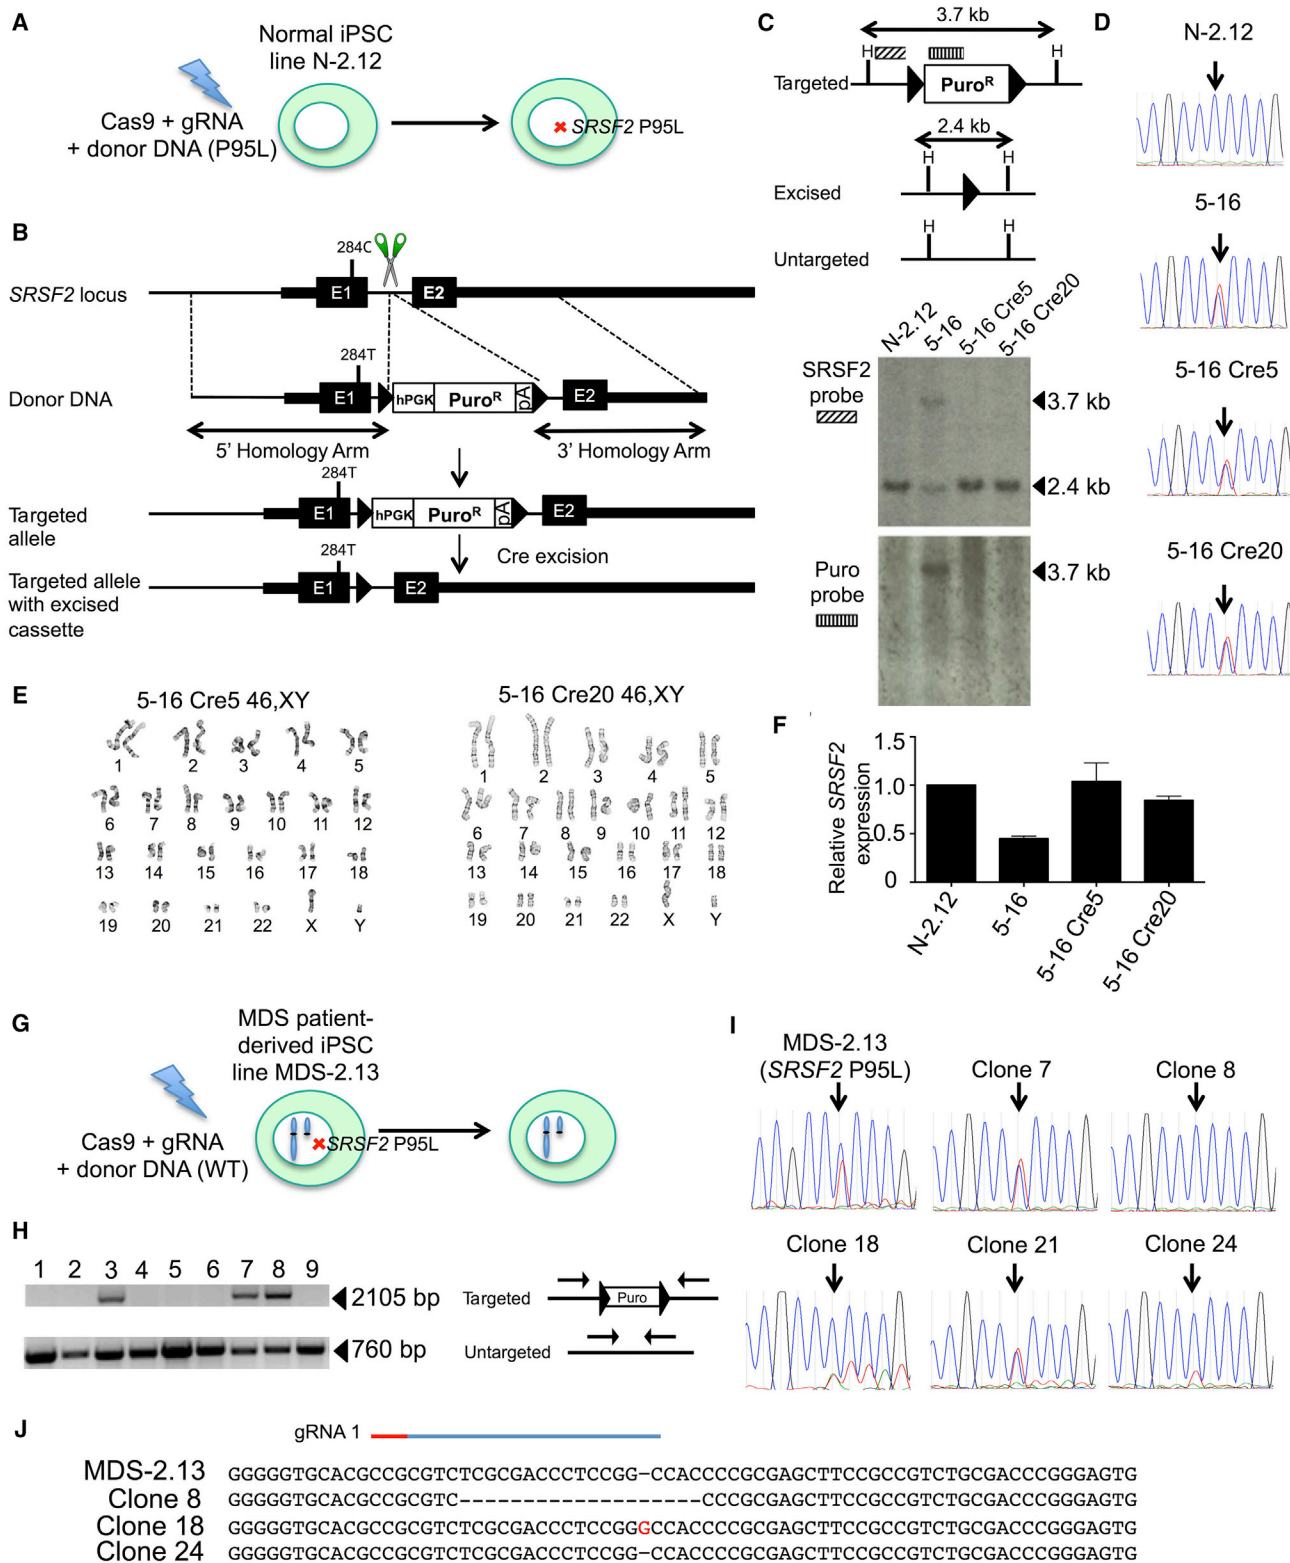 A
Normal iPSC
line N-2.12
Cas9 + gRNA
+ donor DNA (P95L)
SRSF2 P95L
B
284C
SRSF2 locus
E1
E2
284T
Donor DNA
E1
hPGK
Puro^R
pA
E2
5' Homology Arm
3' Homology Arm
284T
Targeted
allele
E1
hPGK
Puro^R
pA
E2
284T
Cre excision
Targeted allele
with excised
cassette
E1
E2
C
3.7 kb
H
H
Targeted
Puro^R
2.4 kb
H
H
Excised
H
H
Untargeted
N-2.12
5-16
5-16 Cre5
5-16 Cre20
SRSF2
probe
3.7 kb
2.4 kb
Puro
probe
3.7 kb
D
N-2.12
5-16
5-16 Cre5
5-16 Cre20
E
5-16 Cre5 46,XY
1 2 3 4 5
6 7 8 9 10 11 12
13 14 15 16 17 18
19 20 21 22 X Y
5-16 Cre20 46,XY
1 2 3 4 5
6 7 8 9 10 11 12
13 14 15 16 17 18
19 20 21 22 X Y
F
Relative SRSF2
expression
1.5
1.0
0.5
0
N-2.12
5-16
5-16 Cre5
5-16 Cre20
G
MDS patient-
derived iPSC
line MDS-2.13
Cas9 + gRNA
+ donor DNA (WT)
SRSF2 P95L
H
1 2 3 4 5 6 7 8 9
2105 bp
760 bp
Targeted
Puro
Untargeted
I
MDS-2.13
(SRSF2 P95L)
Clone 7
Clone 8
Clone 18
Clone 21
Clone 24
J
gRNA 1
MDS-2.13 GGGGGTGCACGCCGCGTCTCGCGACCCTCCGG-CCACCCCGCGAGCTTCCGCCGTCTGCGACCCGGGAGTG
Clone 8 GGGGGTGCACGCCGCGTC-------------------CCCGCGAGCTTCCGCCGTCTGCGACCCGGGAGTG
Clone 18 GGGGGTGCACGCCGCGTCTCGCGACCCTCCGGGCCACCCCGCGAGCTTCCGCCGTCTGCGACCCGGGAGTG
Clone 24 GGGGGTGCACGCCGCGTCTCGCGACCCTCCGG-CCACCCCGCGAGCTTCCGCCGTCTGCGACCCGGGAGTG